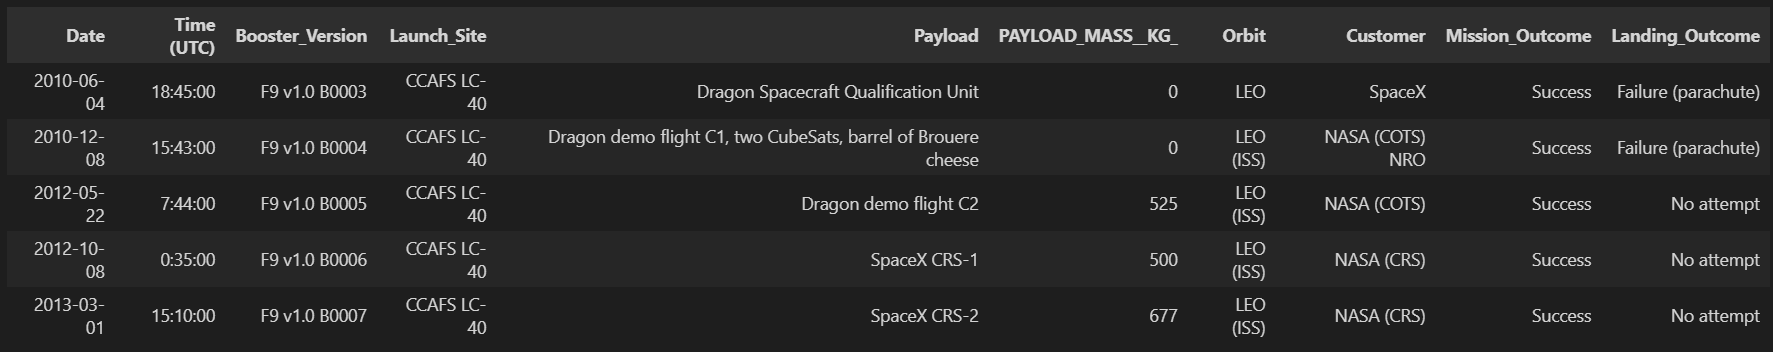 Date Time (UTC) Booster_Version Launch_Site Payload PAYLOAD_MASS__KG_ Orbit Customer Mission_Outcome Landing_Outcome
2010-06-04 18:45:00 F9 v1.0 B0003 CCAFS LC-40 Dragon Spacecraft Qualification Unit 0 LEO SpaceX Success Failure (parachute)
2010-12-08 15:43:00 F9 v1.0 B0004 CCAFS LC-40 Dragon demo flight C1, two CubeSats, barrel of Brouere cheese 0 LEO (ISS) NASA (COTS) NRO Success Failure (parachute)
2012-05-22 7:44:00 F9 v1.0 B0005 CCAFS LC-40 Dragon demo flight C2 525 LEO (ISS) NASA (COTS) Success No attempt
2012-10-08 0:35:00 F9 v1.0 B0006 CCAFS LC-40 SpaceX CRS-1 500 LEO (ISS) NASA (CRS) Success No attempt
2013-03-01 15:10:00 F9 v1.0 B0007 CCAFS LC-40 SpaceX CRS-2 677 LEO (ISS) NASA (CRS) Success No attempt